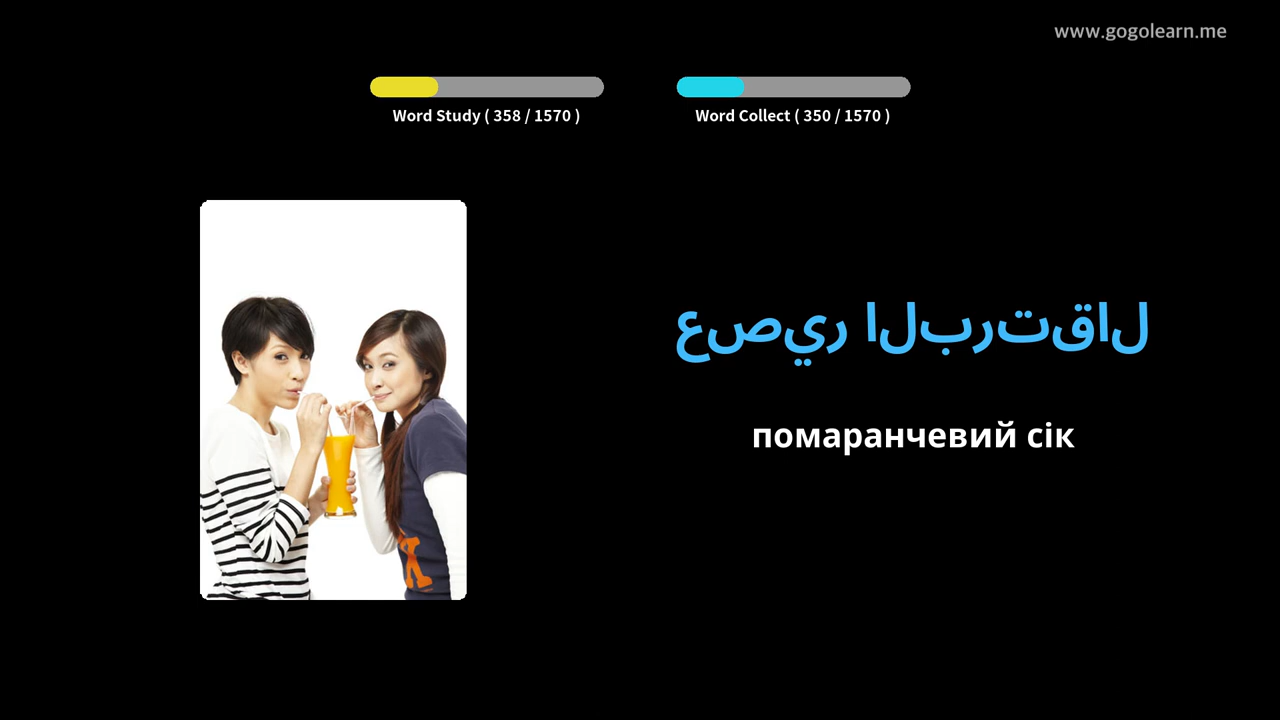 www.gogolearn.me
Word Study ( 358 / 1570 )
Word Collect ( 350 / 1570 )
عصير البرتقال
помаранчевий сік